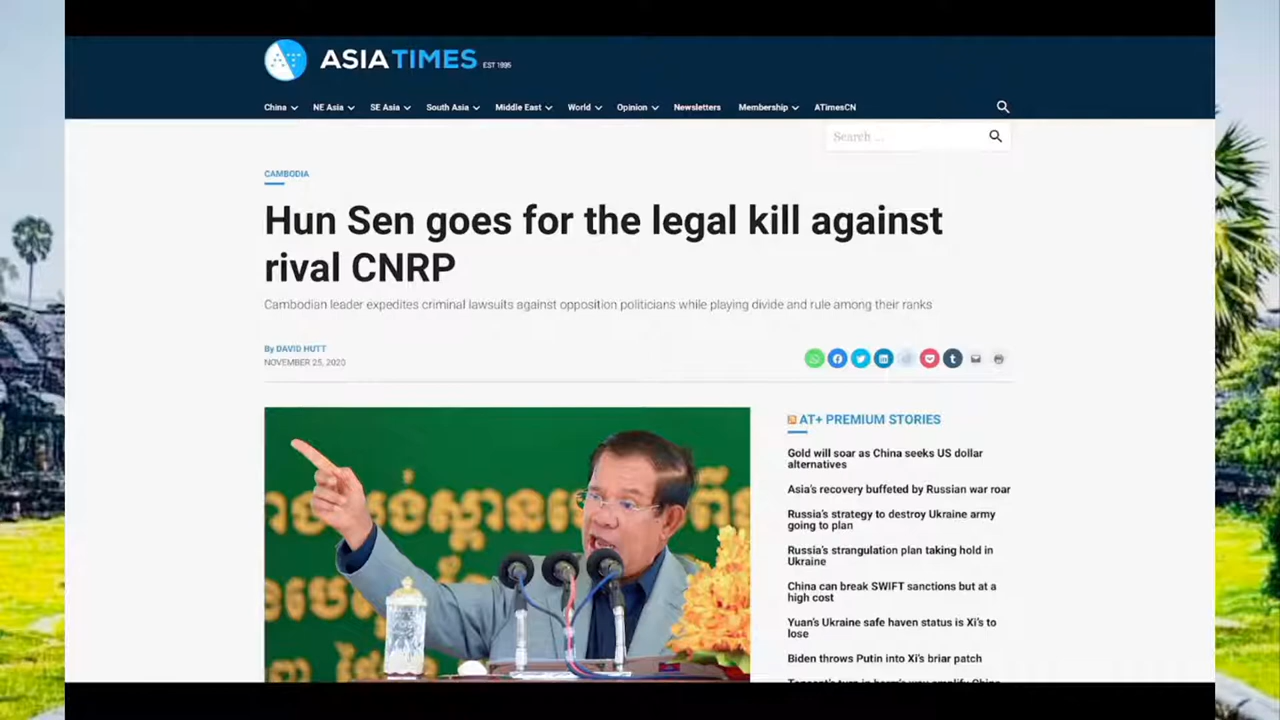 ASIA TIMES EST 1995
China NE Asia SE Asia South Asia Middle East World Opinion Newsletters Membership ATimesCN
Search ...
CAMBODIA
Hun Sen goes for the legal kill against
rival CNRP
Cambodian leader expedites criminal lawsuits against opposition politicians while playing divide and rule among their ranks
By DAVID HUTT
NOVEMBER 25, 2020
AT+ PREMIUM STORIES
Gold will soar as China seeks US dollar
alternatives
Asia's recovery buffeted by Russian war roar
Russia's strategy to destroy Ukraine army
going to plan
Russia's strangulation plan taking hold in
Ukraine
China can break SWIFT sanctions but at a
high cost
Yuan's Ukraine safe haven status is Xi's to
lose
Biden throws Putin into Xi's briar patch